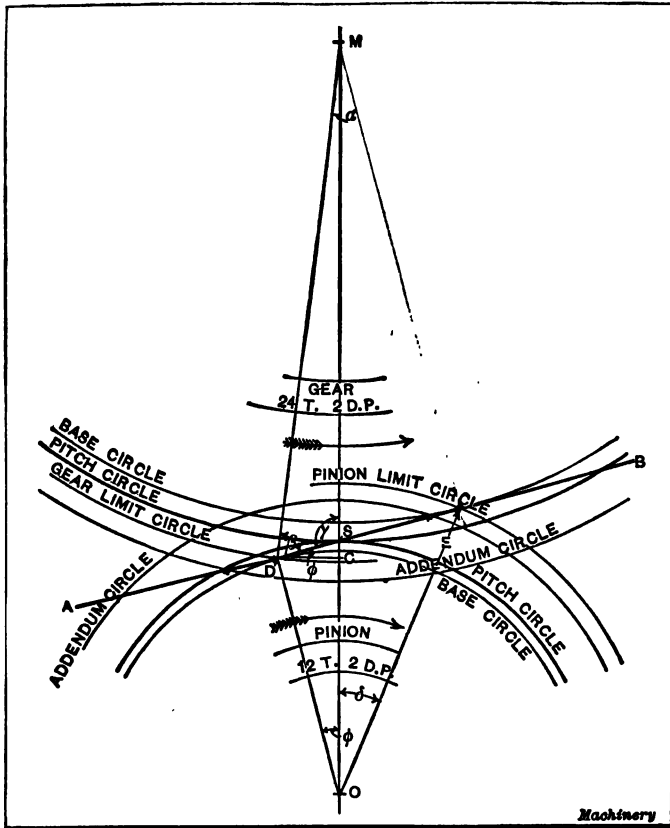 M
α
GEAR
24 T. 2 D.P.
BASE CIRCLE
PITCH CIRCLE
GEAR LIMIT CIRCLE
ADDENDUM CIRCLE
PINION LIMIT CIRCLE
B
S
γ
C
D
φ
A
ADDENDUM CIRCLE
PITCH CIRCLE
BASE CIRCLE
PINION
12 T. 2 D.P.
δ
φ
O
Machinery